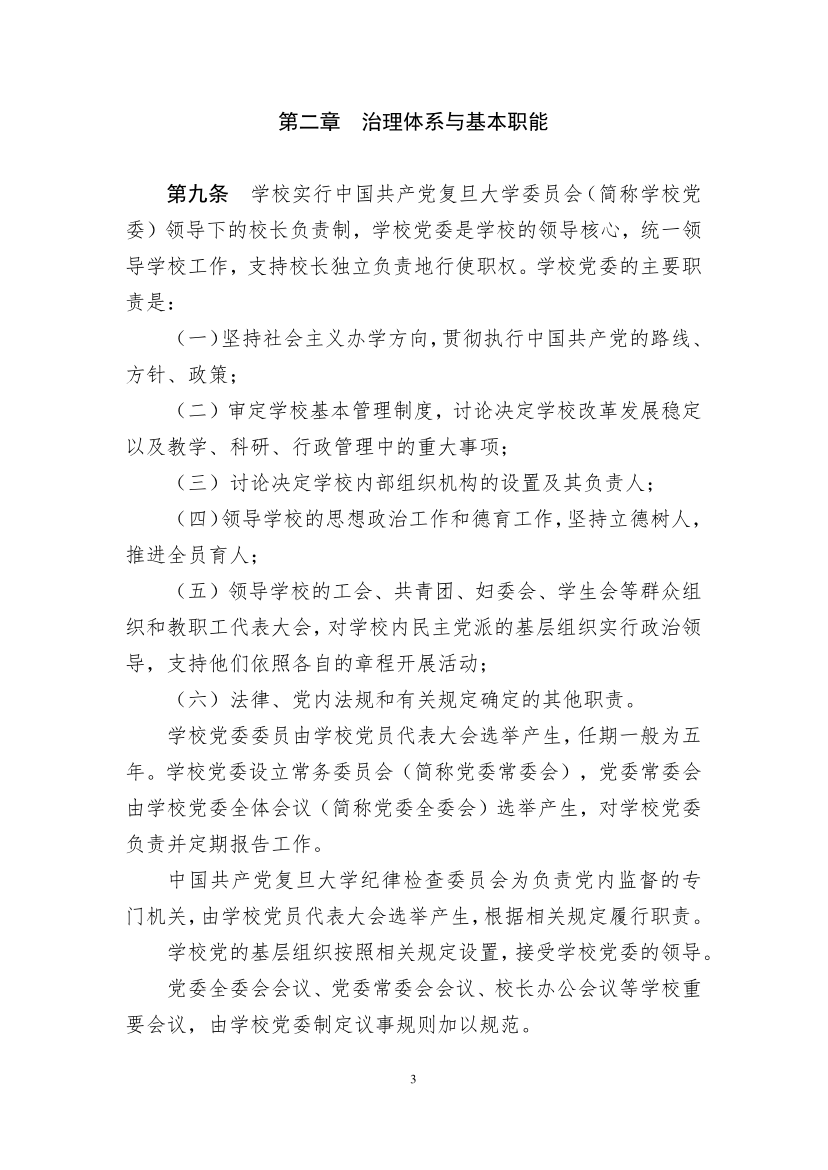 第二章　治理体系与基本职能
第九条　学校实行中国共产党复旦大学委员会（简称学校党
委）领导下的校长负责制，学校党委是学校的领导核心，统一领
导学校工作，支持校长独立负责地行使职权。学校党委的主要职
责是：
（一）坚持社会主义办学方向，贯彻执行中国共产党的路线、
方针、政策；
（二）审定学校基本管理制度，讨论决定学校改革发展稳定
以及教学、科研、行政管理中的重大事项；
（三）讨论决定学校内部组织机构的设置及其负责人；
（四）领导学校的思想政治工作和德育工作，坚持立德树人，
推进全员育人；
（五）领导学校的工会、共青团、妇委会、学生会等群众组
织和教职工代表大会，对学校内民主党派的基层组织实行政治领
导，支持他们依照各自的章程开展活动；
（六）法律、党内法规和有关规定确定的其他职责。
学校党委委员由学校党员代表大会选举产生，任期一般为五
年。学校党委设立常务委员会（简称党委常委会），党委常委会
由学校党委全体会议（简称党委全委会）选举产生，对学校党委
负责并定期报告工作。
中国共产党复旦大学纪律检查委员会为负责党内监督的专
门机关，由学校党员代表大会选举产生，根据相关规定履行职责。
学校党的基层组织按照相关规定设置，接受学校党委的领导。
党委全委会会议、党委常委会会议、校长办公会议等学校重
要会议，由学校党委制定议事规则加以规范。
3